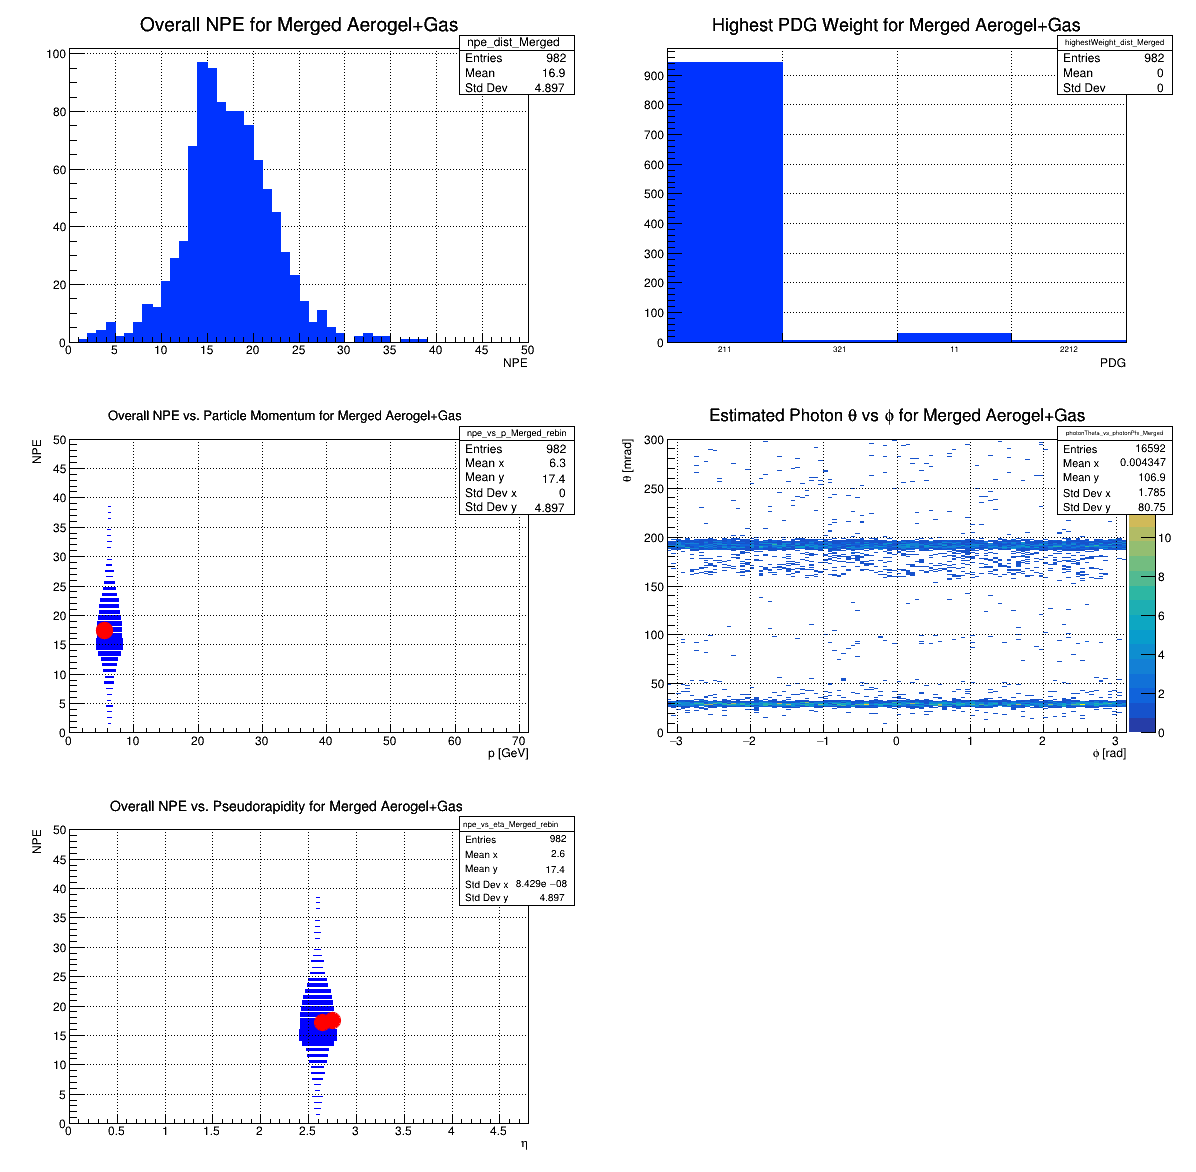 Overall NPE for Merged Aerogel+Gas
npe_dist_Merged
Entries 982
Mean 16.9
Std Dev 4.897
100
80
60
40
20
0
0 5 10 15 20 25 30 35 40 45 50
NPE
Highest PDG Weight for Merged Aerogel+Gas
highestWeight_dist_Merged
Entries 982
Mean 0
Std Dev 0
900
800
700
600
500
400
300
200
100
0
211 321 11 2212
PDG
Overall NPE vs. Particle Momentum for Merged Aerogel+Gas
npe_vs_p_Merged_rebin
Entries 982
Mean x 6.3
Mean y 17.4
Std Dev x 0
Std Dev y 4.897
NPE
50
45
40
35
30
25
20
15
10
5
0
0 10 20 30 40 50 60 70
p [GeV]
Estimated Photon θ vs ϕ for Merged Aerogel+Gas
photonTheta_vs_photonPhi_Merged
Entries 16592
Mean x 0.004347
Mean y 106.9
Std Dev x 1.785
Std Dev y 80.75
θ [mrad]
300
250
200
150
100
50
0
−3 −2 −1 0 1 2 3
ϕ [rad]
10
8
6
4
2
0
Overall NPE vs. Pseudorapidity for Merged Aerogel+Gas
npe_vs_eta_Merged_rebin
Entries 982
Mean x 2.6
Mean y 17.4
Std Dev x 8.429e −08
Std Dev y 4.897
NPE
50
45
40
35
30
25
20
15
10
5
0
0 0.5 1 1.5 2 2.5 3 3.5 4 4.5
η